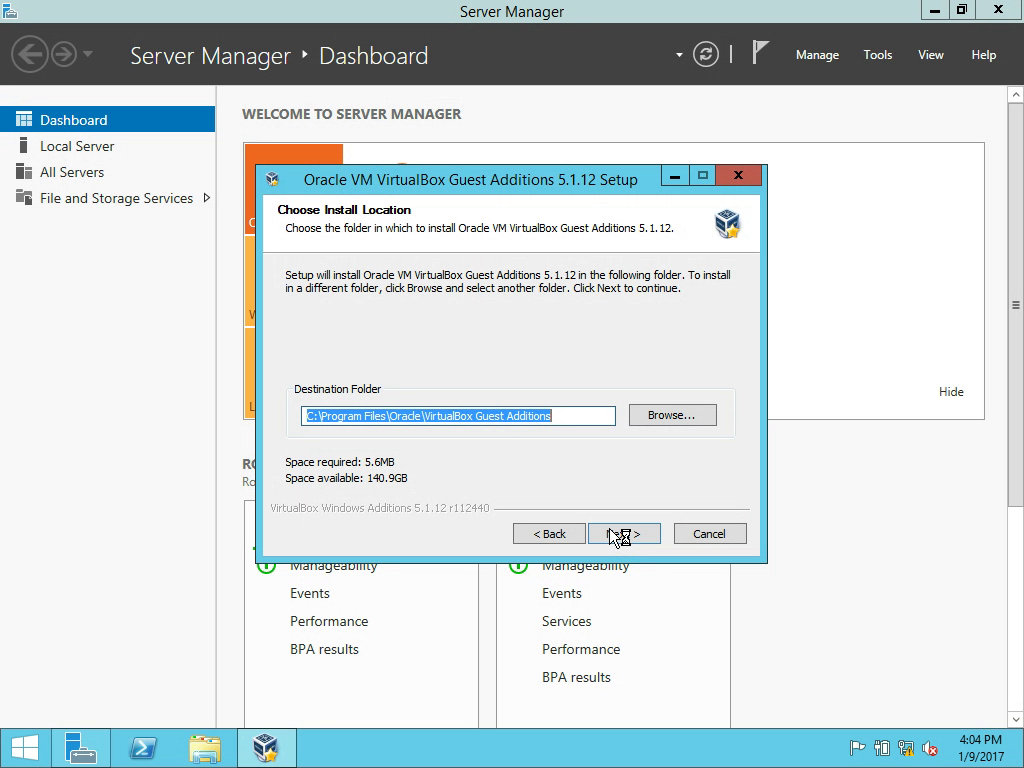 Server Manager
Server Manager Dashboard
Manage Tools View Help
WELCOME TO SERVER MANAGER
Dashboard
Local Server
All Servers
File and Storage Services
Oracle VM VirtualBox Guest Additions 5.1.12 Setup
Choose Install Location
Choose the folder in which to install Oracle VM VirtualBox Guest Additions 5.1.12.
Setup will install Oracle VM VirtualBox Guest Additions 5.1.12 in the following folder. To install
in a different folder, click Browse and select another folder. Click Next to continue.
Destination Folder
C:\Program Files\Oracle\VirtualBox Guest Additions
Browse...
Hide
Space required: 5.6MB
Space available: 140.9GB
VirtualBox Windows Additions 5.1.12 r112440
< Back
>
Cancel
Manageability
Events
Performance
BPA results
Manageability
Events
Services
Performance
BPA results
4:04 PM
1/9/2017